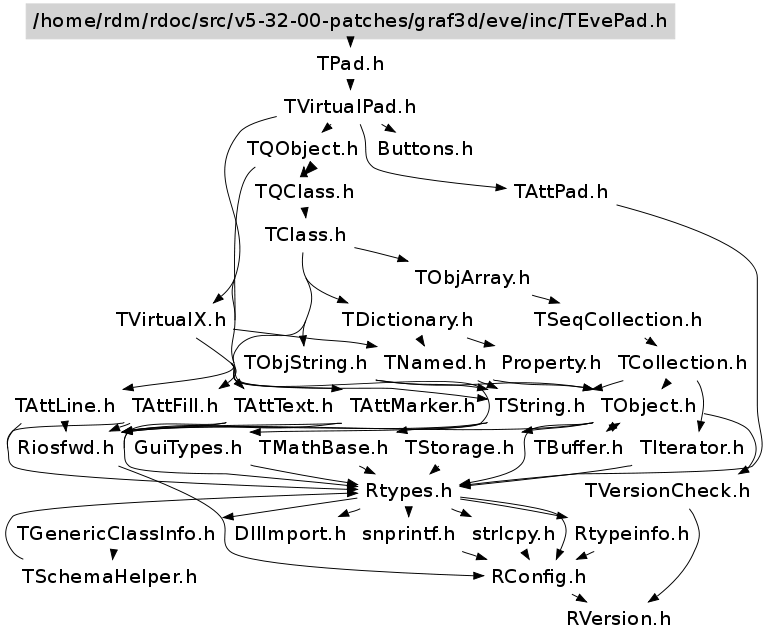 /home/rdm/rdoc/src/v5-32-00-patches/graf3d/eve/inc/TEvePad.h
TPad.h
TVirtualPad.h
TQObject.h Buttons.h
TQClass.h TAttPad.h
TClass.h
TObjArray.h
TVirtualX.h TDictionary.h TSeqCollection.h
TObjString.h TNamed.h Property.h TCollection.h
TAttLine.h TAttFill.h TAttText.h TAttMarker.h TString.h TObject.h
Riosfwd.h GuiTypes.h TMathBase.h TStorage.h TBuffer.h TIterator.h
Rtypes.h TVersionCheck.h
TGenericClassInfo.h DllImport.h snprintf.h strlcpy.h Rtypeinfo.h
TSchemaHelper.h RConfig.h
RVersion.h